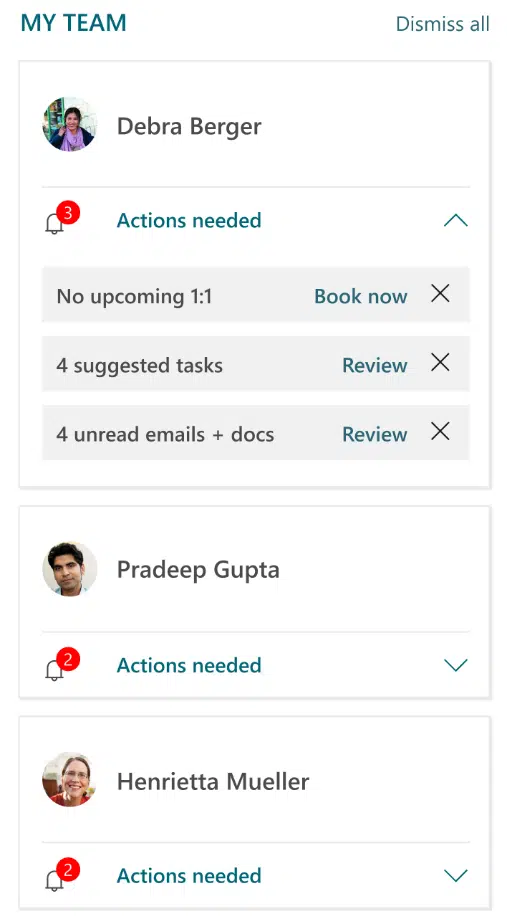 MY TEAM Dismiss all
Debra Berger
3 Actions needed
No upcoming 1:1 Book now
4 suggested tasks Review
4 unread emails + docs Review
Pradeep Gupta
2 Actions needed
Henrietta Mueller
2 Actions needed